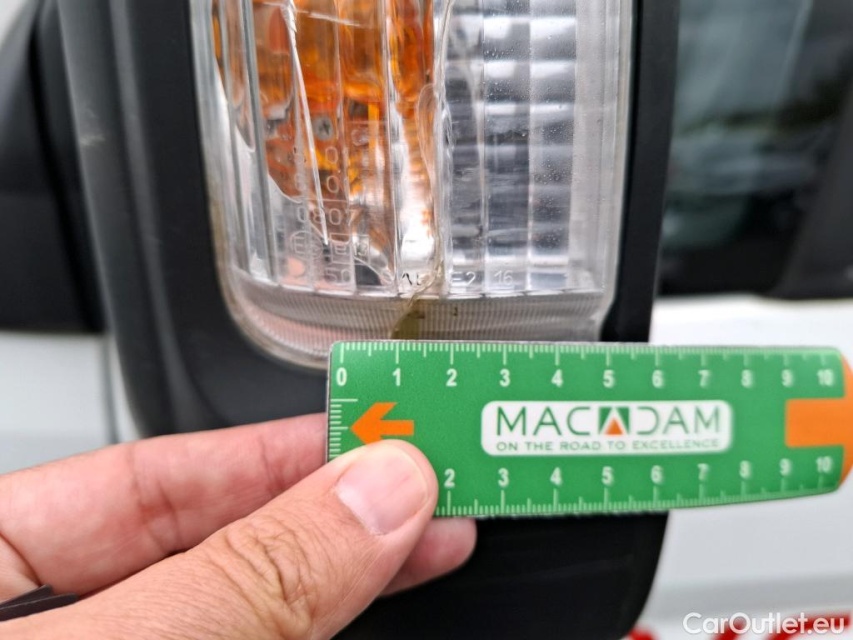 0 1 2 3 4 5 6 7 8 9 10
MACADAM
ON THE ROAD TO EXCELLENCE
2 3 4 5 6 7 8 9 10
CarOutlet.eu